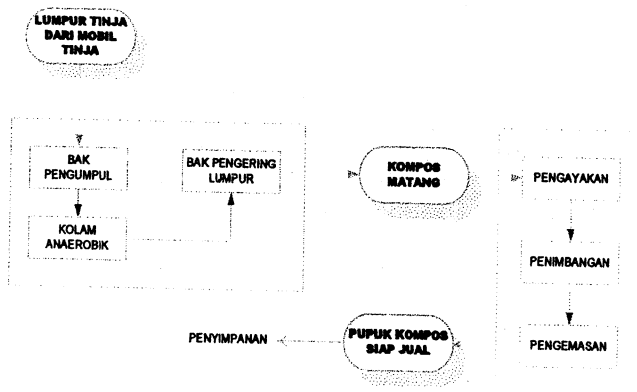 LUMPUR TINJA
DARI MOBIL
TINJA
BAK
PENGUMPUL
BAK PENGERING
LUMPUR
KOLAM
ANAEROBIK
KOMPOS
MATANG
PENGAYAKAN
PENIMBANGAN
PENGEMASAN
PUPUK KOMPOS
SIAP JUAL
PENYIMPANAN